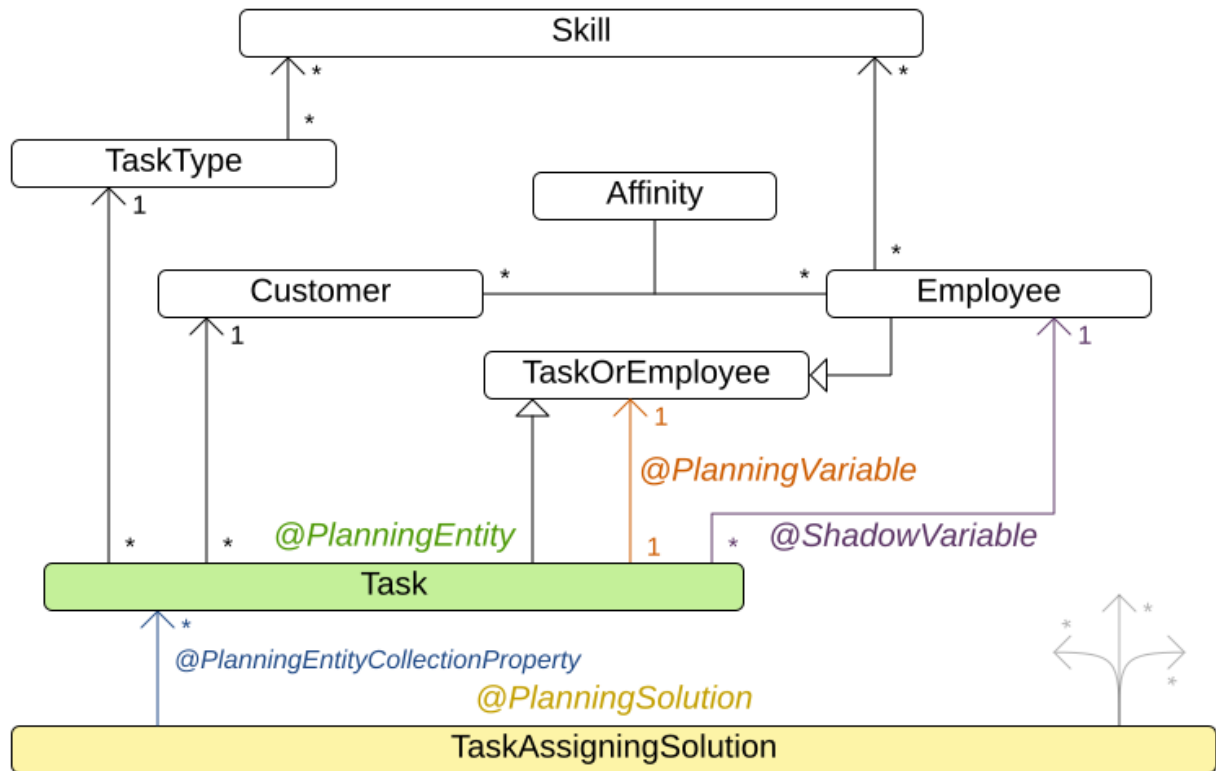 Skill
*
*
*
TaskType
1
Affinity
*
*
*
Customer
Employee
1
1
TaskOrEmployee
1
@PlanningVariable
@PlanningEntity
@ShadowVariable
*
*
1
*
Task
*
@PlanningEntityCollectionProperty
*
*
*
@PlanningSolution
TaskAssigningSolution